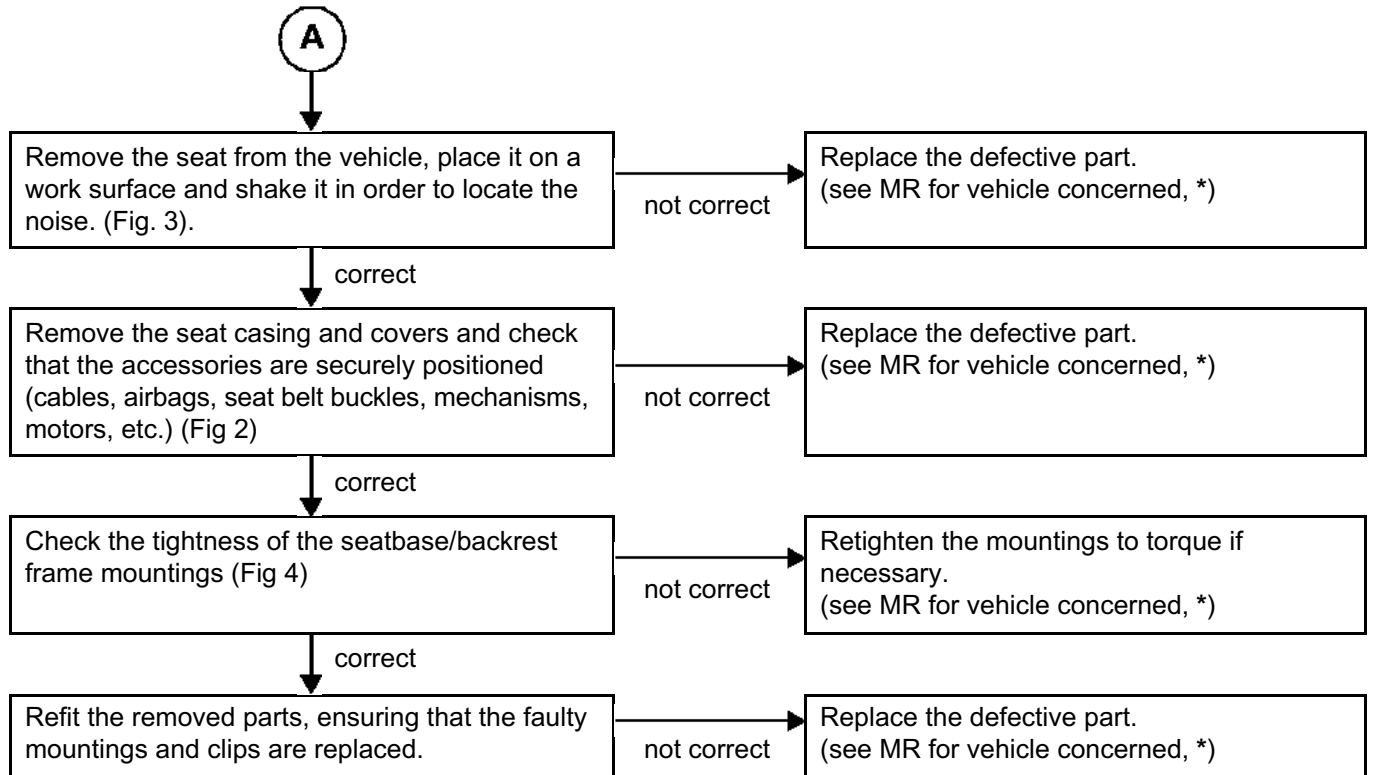 A
Remove the seat from the vehicle, place it on a
work surface and shake it in order to locate the
noise. (Fig. 3).
not correct
Replace the defective part.
(see MR for vehicle concerned, *)
correct
Remove the seat casing and covers and check
that the accessories are securely positioned
(cables, airbags, seat belt buckles, mechanisms,
motors, etc.) (Fig 2)
not correct
Replace the defective part.
(see MR for vehicle concerned, *)
correct
Check the tightness of the seatbase/backrest
frame mountings (Fig 4)
not correct
Retighten the mountings to torque if
necessary.
(see MR for vehicle concerned, *)
correct
Refit the removed parts, ensuring that the faulty
mountings and clips are replaced.
not correct
Replace the defective part.
(see MR for vehicle concerned, *)